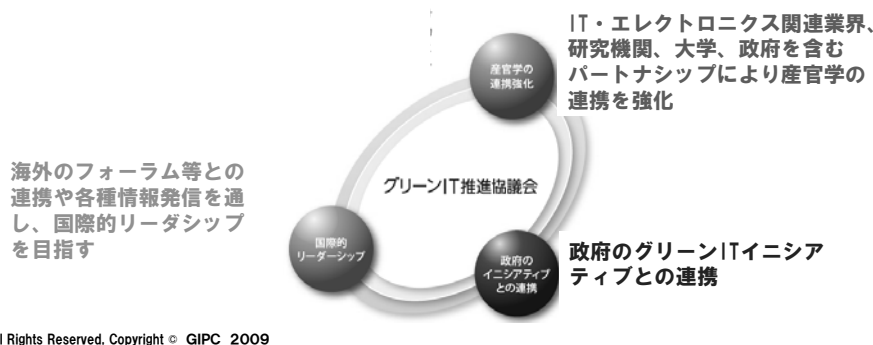 IT・エレクトロニクス関連業界、
研究機関、大学、政府を含む
パートナシップにより産官学の
連携を強化
産官学の
連携強化
海外のフォーラム等との
連携や各種情報発信を通
し、国際的リーダシップ
を目指す
グリーンIT推進協議会
国際的
リーダーシップ
政府の
イニシアティブ
との連携
政府のグリーンITイニシア
ティブとの連携
l Rights Reserved. Copyright © GIPC 2009